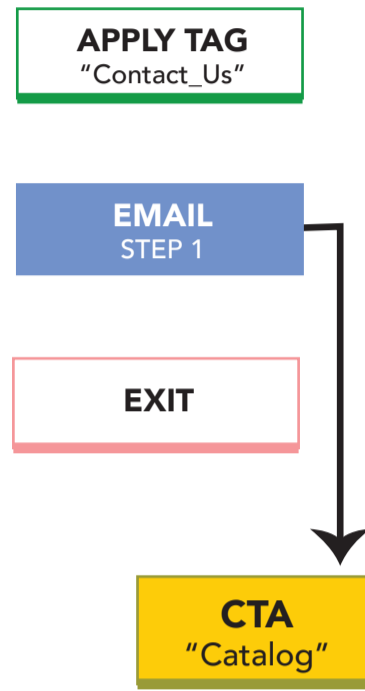 APPLY TAG
“Contact_Us”
EMAIL
STEP 1
EXIT
CTA
“Catalog”